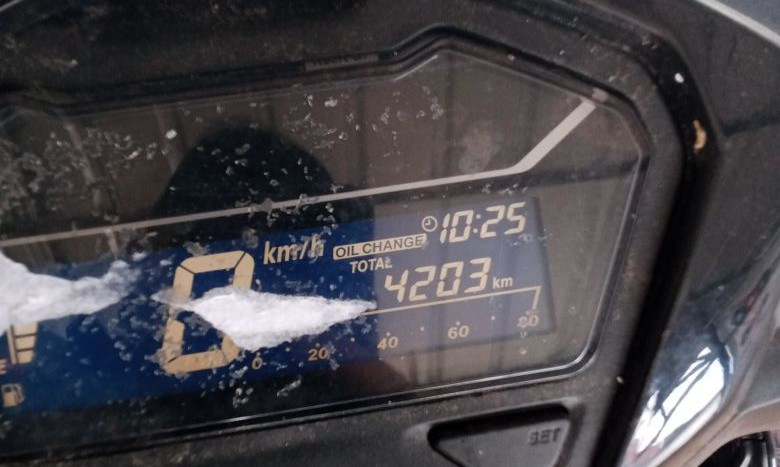 10:25
km/h OIL CHANGE
TOTAL
4203 km
0
0 20 40 60 80
E
SET